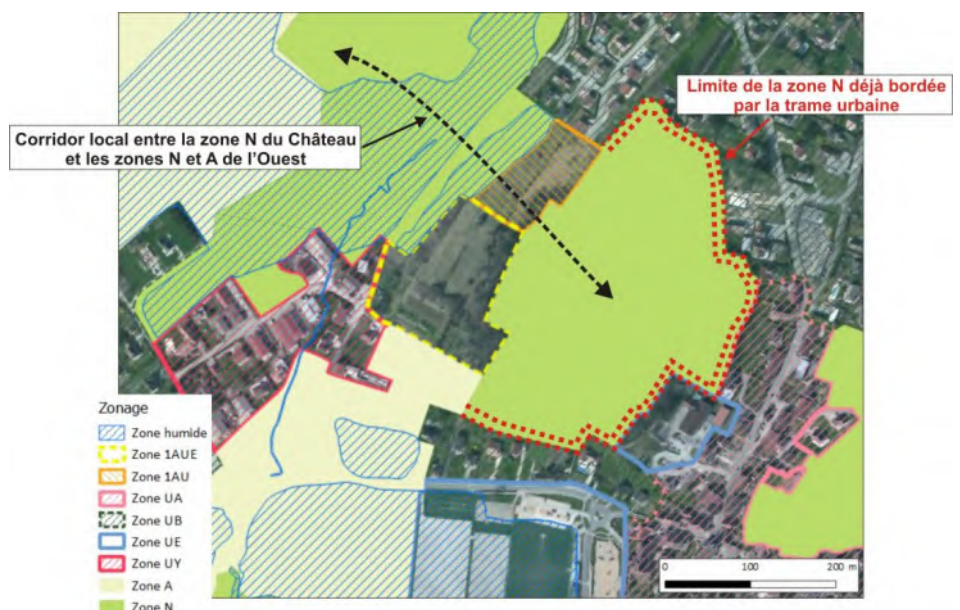 Limite de la zone N déjà bordée
par la trame urbaine
Corridor local entre la zone N du Château
et les zones N et A de l'Ouest
Zonage
Zone humide
Zone 1AUE
Zone 1AU
Zone UA
Zone UB
Zone UE
Zone UY
Zone A
Zone N
0 100 200 m